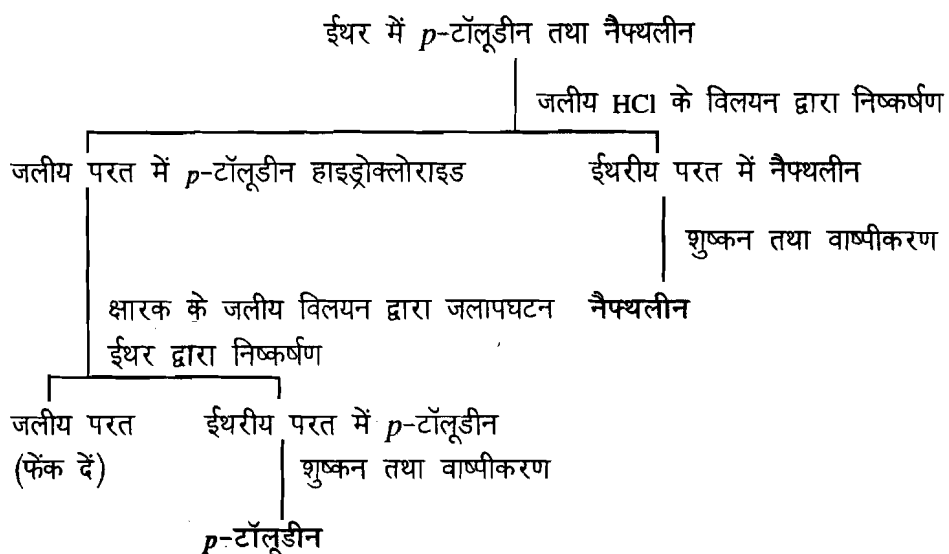 ईथर में p-टॉलूडीन तथा नैफ्थलीन
जलीय HCl के विलयन द्वारा निष्कर्षण
जलीय परत में p-टॉलूडीन हाइड्रोक्लोराइड
ईथरीय परत में नैफ्थलीन
शुष्कन तथा वाष्पीकरण
क्षारक के जलीय विलयन द्वारा जलापघटन
नैफ्थलीन
ईथर द्वारा निष्कर्षण
जलीय परत
(फेंक दें)
ईथरीय परत में p-टॉलूडीन
शुष्कन तथा वाष्पीकरण
p-टॉलूडीन